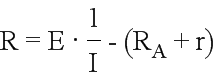 R = E · 1/I - (R_A + r)